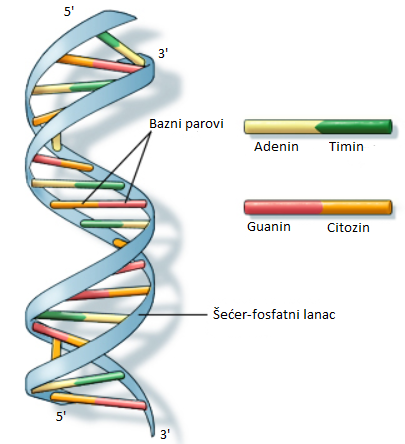 5'
3'
Bazni parovi
Adenin Timin
Guanin Citozin
Šećer-fosfatni lanac
5'
3'